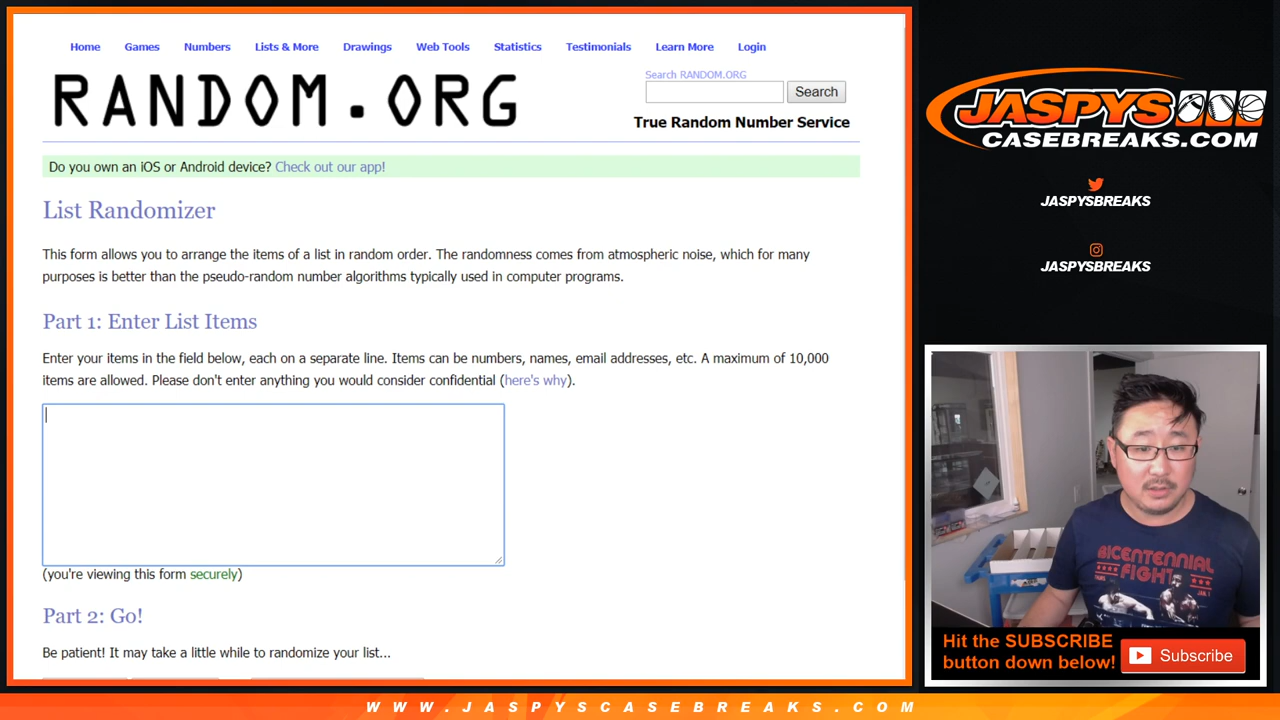 Home Games Numbers Lists & More Drawings Web Tools Statistics Testimonials Learn More Login
RANDOM.ORG
Search RANDOM.ORG
Search
True Random Number Service
Do you own an iOS or Android device? Check out our app!
List Randomizer
This form allows you to arrange the items of a list in random order. The randomness comes from atmospheric noise, which for many
purposes is better than the pseudo-random number algorithms typically used in computer programs.
Part 1: Enter List Items
Enter your items in the field below, each on a separate line. Items can be numbers, names, email addresses, etc. A maximum of 10,000
items are allowed. Please don't enter anything you would consider confidential (here's why).
(you're viewing this form securely)
Part 2: Go!
Be patient! It may take a little while to randomize your list...
JASPYS
CASEBREAKS.COM
JASPYSBREAKS
JASPYSBREAKS
BICENTENNIAL
FIGHT
Hit the SUBSCRIBE
button down below!
Subscribe
WWW.JASPYSCASEBREAKS.COM